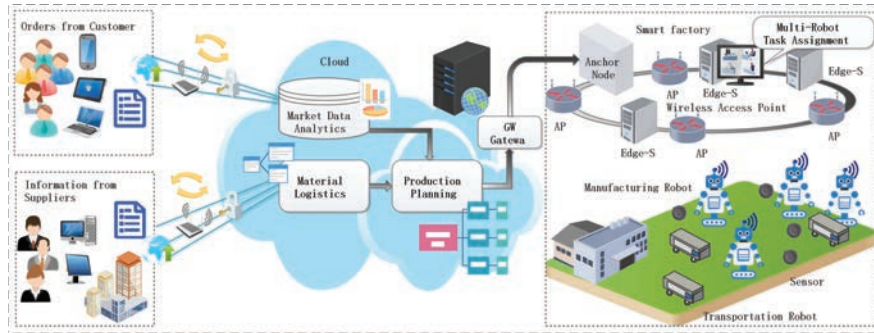 Orders from Customer
Information from
Suppliers
Cloud
Market Data
Analytics
Material
Logistics
Production
Planning
GW
Gatewa
Smart factory
Multi-Robot
Task Assignment
Anchor
Node
AP
Edge-S
Edge-S
Wireless Access Point
AP
Edge-S
AP
AP
Manufacturing Robot
Sensor
Transportation Robot